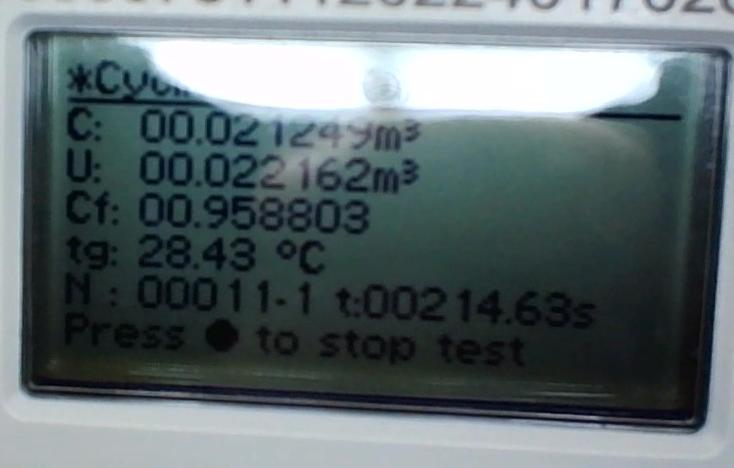 C: 00.021249m³
U: 00.022162m³
Cf: 00.958803
tg: 28.43 °C
N : 00011-1 t:00214.63s
Press ● to stop test